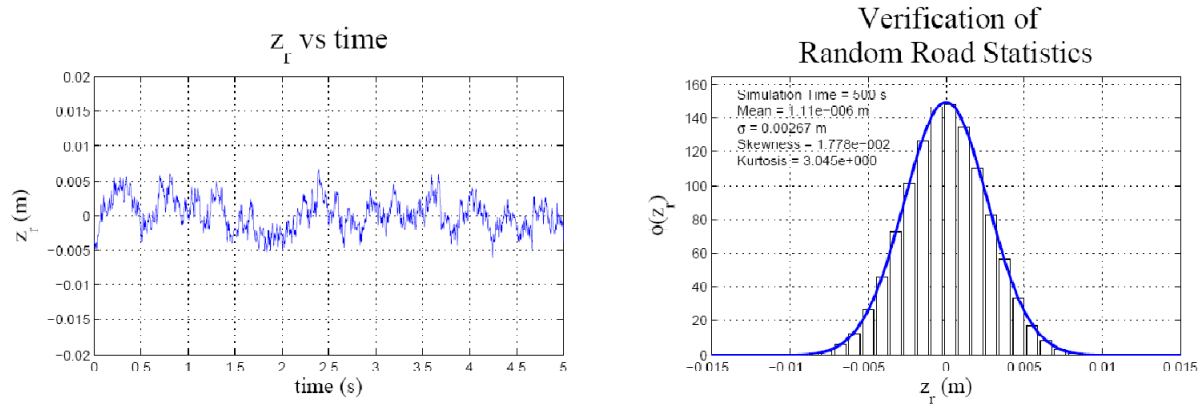 z_r vs time
0.02
0.015
0.01
0.005
0
−0.005
−0.01
−0.015
−0.02
z_r (m)
0 0.5 1 1.5 2 2.5 3 3.5 4 4.5 5
time (s)
Verification of
Random Road Statistics
160
140
120
100
80
60
40
20
0
Simulation Time = 500 s
Mean = 1.11e−006 m
σ = 0.00267 m
Skewness = 1.778e−002
Kurtosis = 3.045e+000
−0.015 −0.01 −0.005 0 0.005 0.01 0.015
z_r (m)